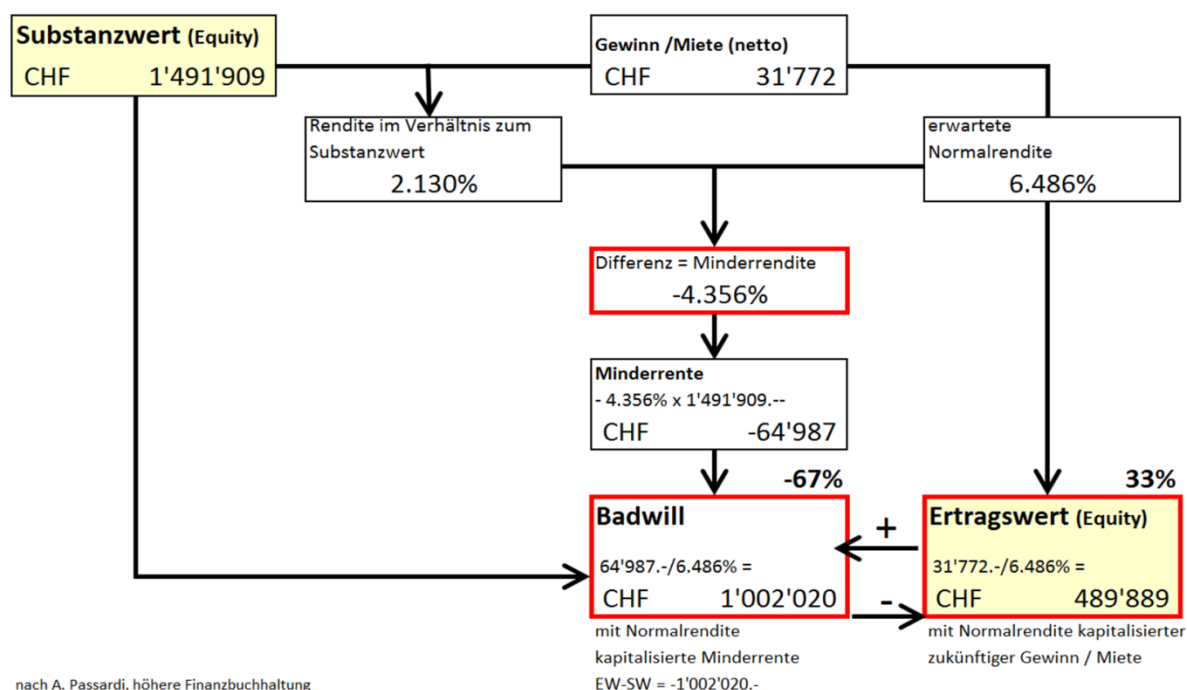 Substanzwert (Equity)
CHF 1'491'909
Gewinn /Miete (netto)
CHF 31'772
Rendite im Verhältnis zum
Substanzwert
2.130%
erwartete
Normalrendite
6.486%
Differenz = Minderrendite
-4.356%
Minderrente
- 4.356% x 1'491'909.--
CHF -64'987
-67%
33%
Badwill
64'987.-/6.486% =
CHF 1'002'020
+
-
Ertragswert (Equity)
31'772.-/6.486% =
CHF 489'889
mit Normalrendite
kapitalisierte Minderrente
EW-SW = -1'002'020.-
mit Normalrendite kapitalisierter
zukünftiger Gewinn / Miete
nach A. Passardi, höhere Finanzbuchhaltung